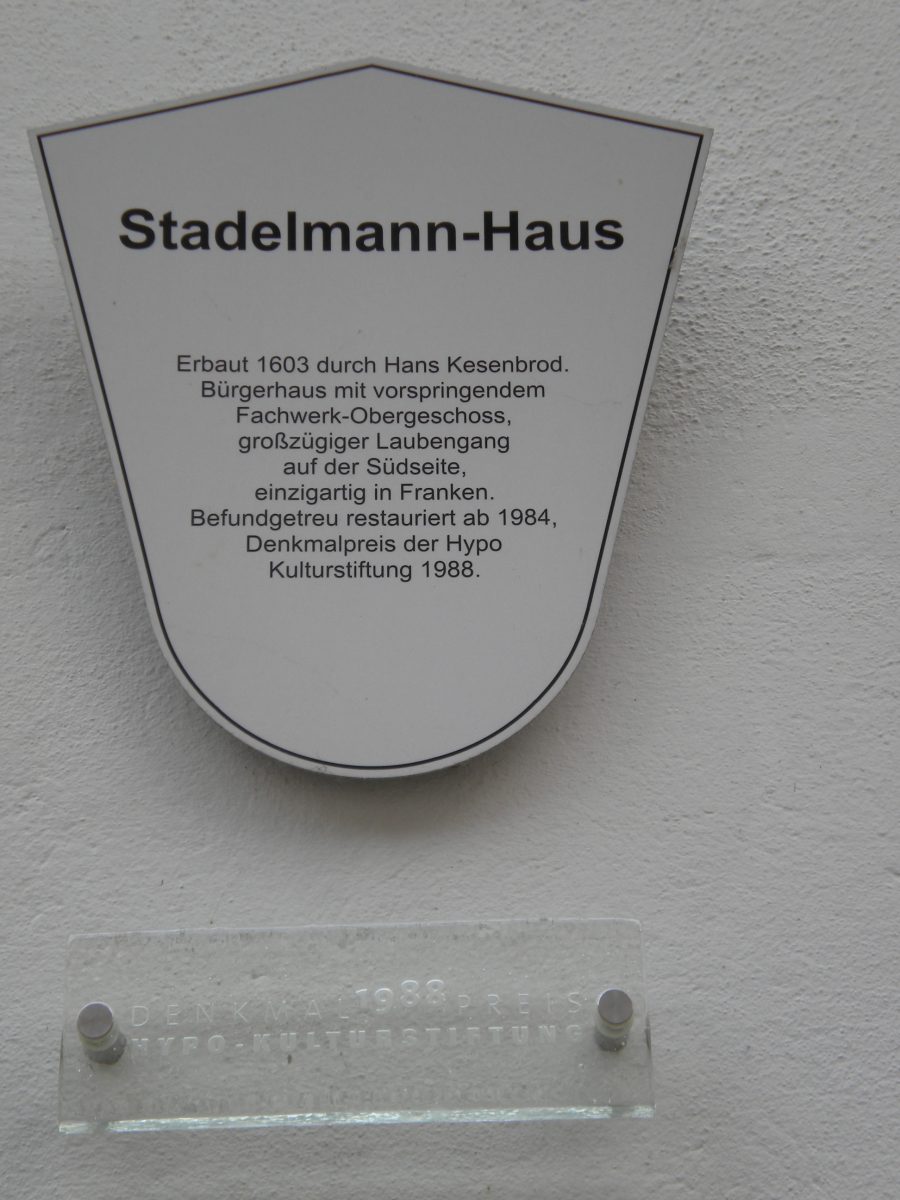 Stadelmann-Haus
Erbaut 1603 durch Hans Kesenbrod.
Bürgerhaus mit vorspringendem
Fachwerk-Obergeschoss,
großzügiger Laubengang
auf der Südseite,
einzigartig in Franken.
Befundgetreu restauriert ab 1984,
Denkmalpreis der Hypo
Kulturstiftung 1988.
DENKMAL 1988 PREIS
HYPO-KULTURSTIFTUNG